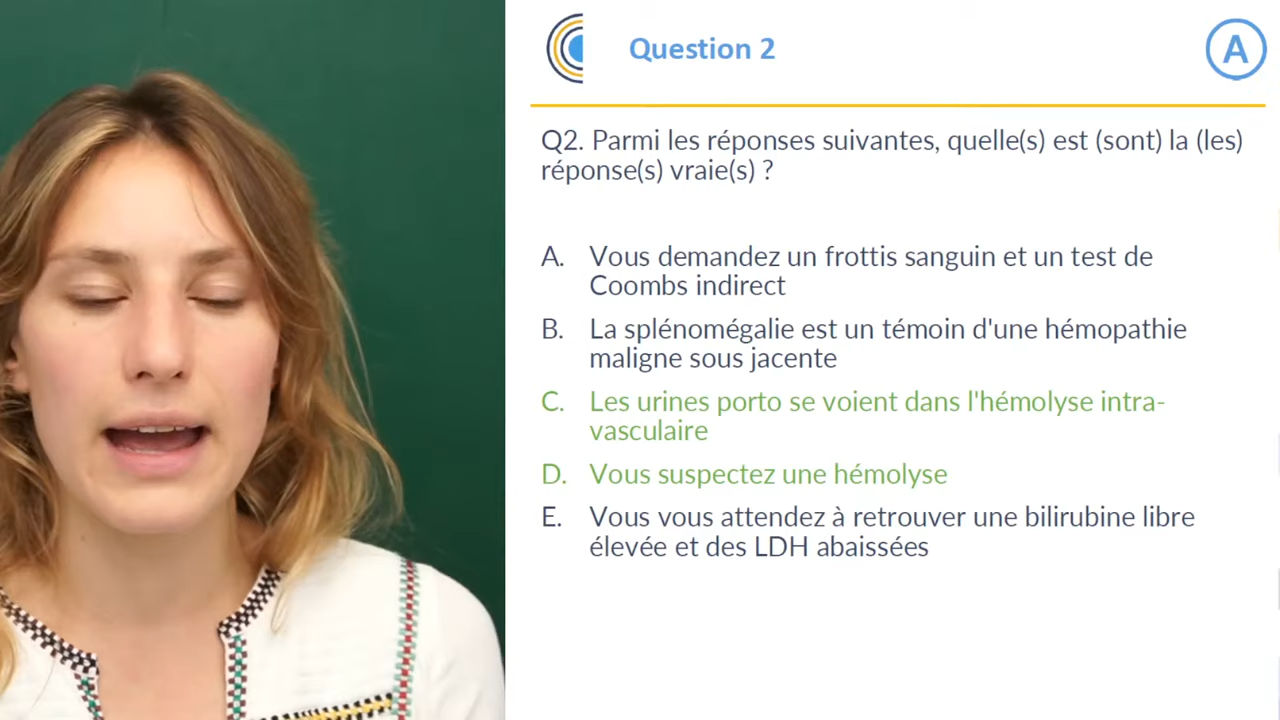 Question 2
A
Q2. Parmi les réponses suivantes, quelle(s) est (sont) la (les)
réponse(s) vraie(s) ?
A. Vous demandez un frottis sanguin et un test de
Coombs indirect
B. La splénomégalie est un témoin d'une hémopathie
maligne sous jacente
C. Les urines porto se voient dans l'hémolyse intra-
vasculaire
D. Vous suspectez une hémolyse
E. Vous vous attendez à retrouver une bilirubine libre
élevée et des LDH abaissées